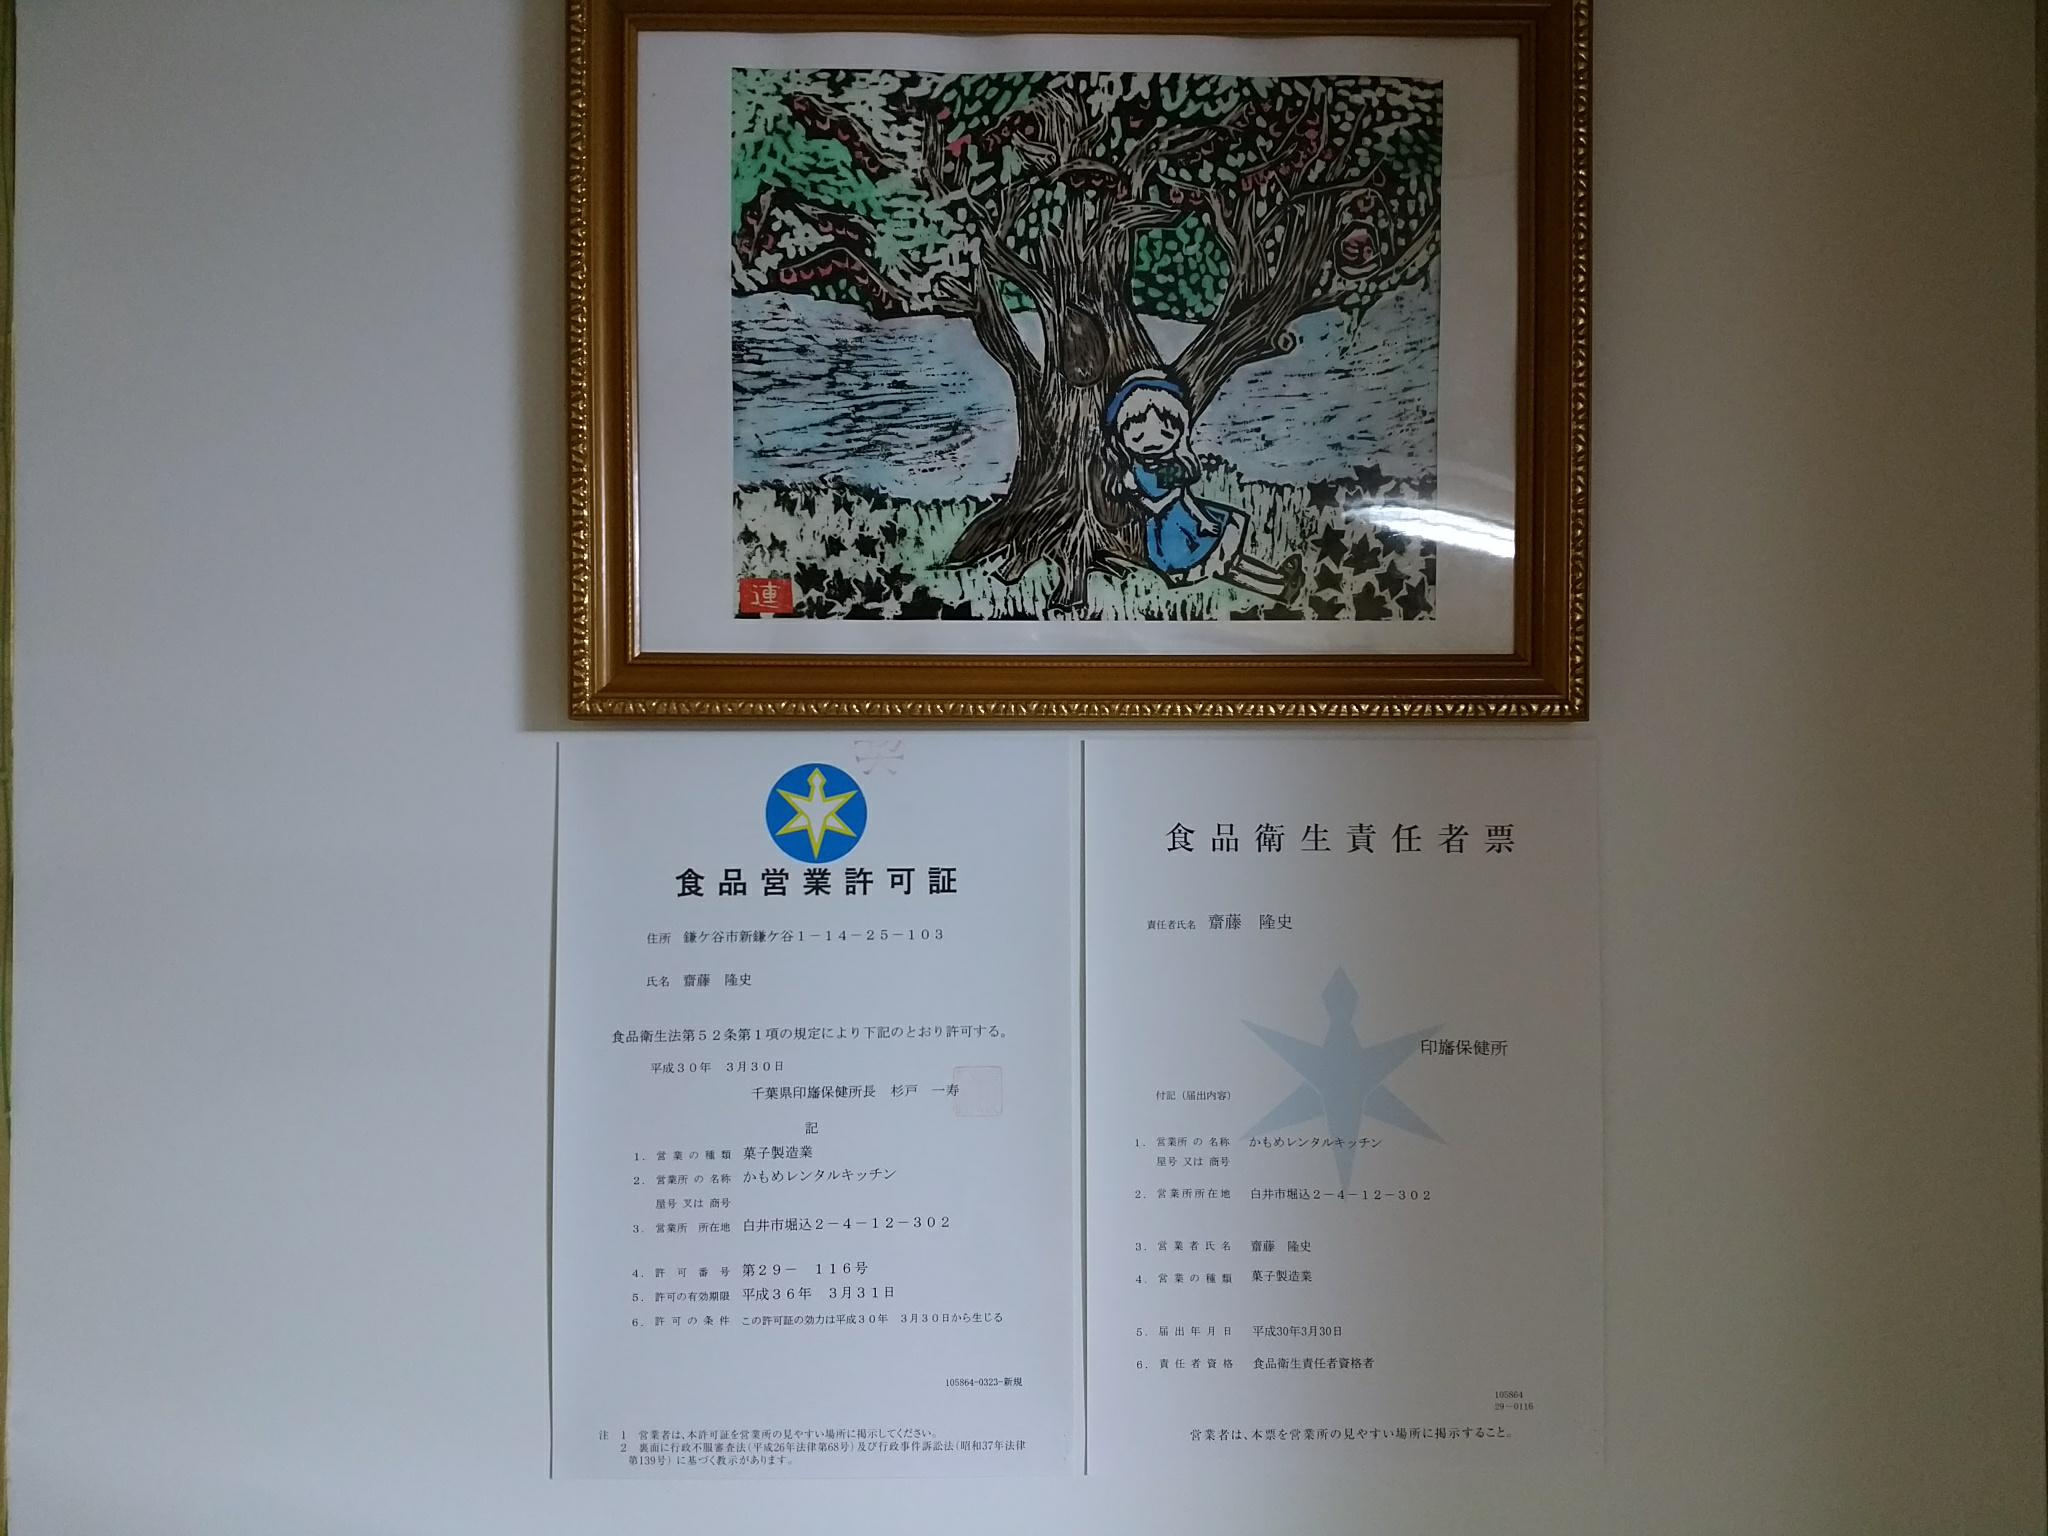 連
食品営業許可証
住所 鎌ケ谷市新鎌ケ谷1－14－25－103
氏名 齋藤　隆史
食品衛生法第52条第1項の規定により下記のとおり許可する。
平成30年　3月30日
千葉県印旛保健所長　杉戸　一寿
記
1. 営業の種類 菓子製造業
2. 営業所の名称 かもめレンタルキッチン
屋号又は商号
3. 営業所 所在地 白井市堀込2－4－12－302
4. 許可番号 第29－　116号
5. 許可の有効期限 平成36年　3月31日
6. 許可の条件 この許可証の効力は平成30年　3月30日から生じる
105864-0323-新規
注　1　営業者は、本許可証を営業所の見やすい場所に掲示してください。
2　裏面に行政不服審査法（平成26年法律第68号）及び行政事件訴訟法（昭和37年法律
第139号）に基づく教示があります。
食品衛生責任者票
責任者氏名 齋藤　隆史
印旛保健所
付記（届出内容）
1. 営業所の名称 かもめレンタルキッチン
屋号又は商号
2. 営業所所在地 白井市堀込2－4－12－302
3. 営業者氏名 齋藤　隆史
4. 営業の種類 菓子製造業
5. 届出年月日 平成30年3月30日
6. 責任者資格 食品衛生責任者資格者
105864
29－0116
営業者は、本票を営業所の見やすい場所に掲示すること。